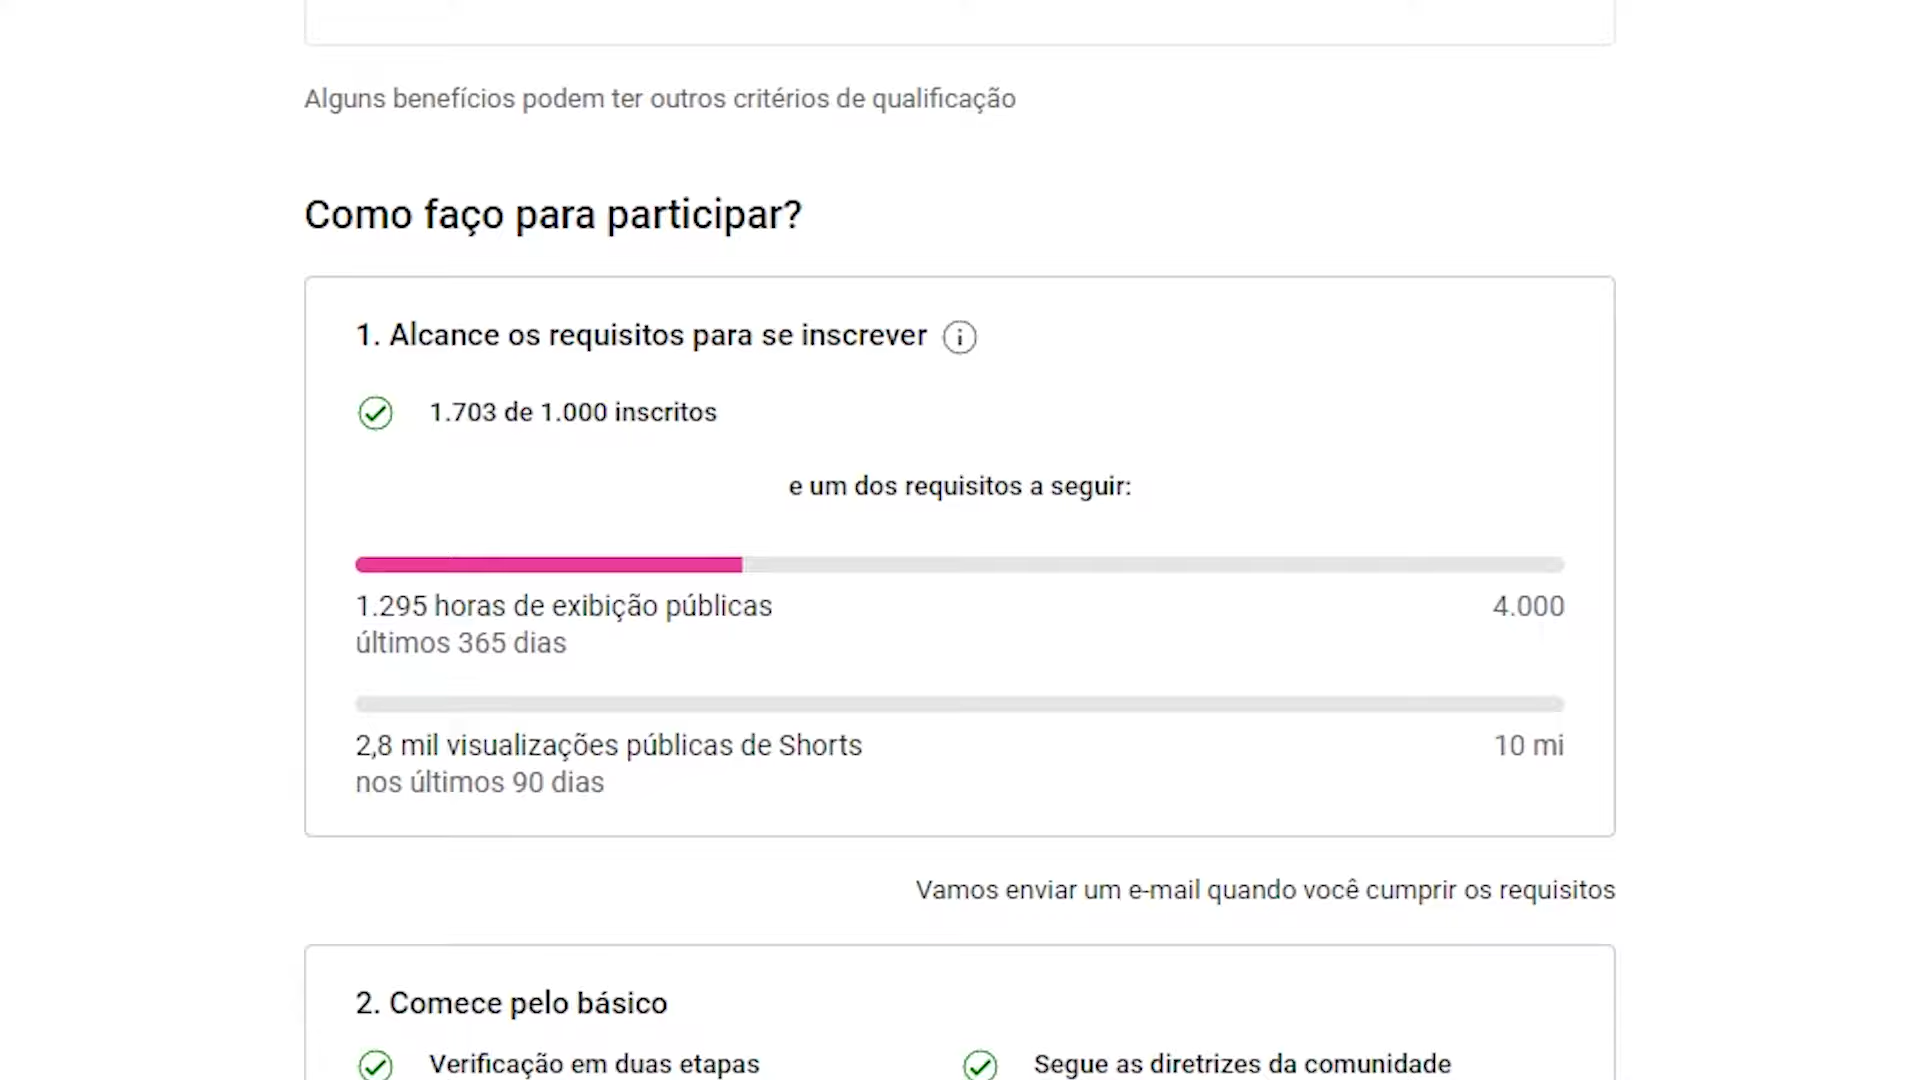 Alguns benefícios podem ter outros critérios de qualificação
Como faço para participar?
1. Alcance os requisitos para se inscrever
1.703 de 1.000 inscritos
e um dos requisitos a seguir:
1.295 horas de exibição públicas
4.000
últimos 365 dias
2,8 mil visualizações públicas de Shorts
10 mi
nos últimos 90 dias
Vamos enviar um e-mail quando você cumprir os requisitos
2. Comece pelo básico
Verificação em duas etapas
Segue as diretrizes da comunidade